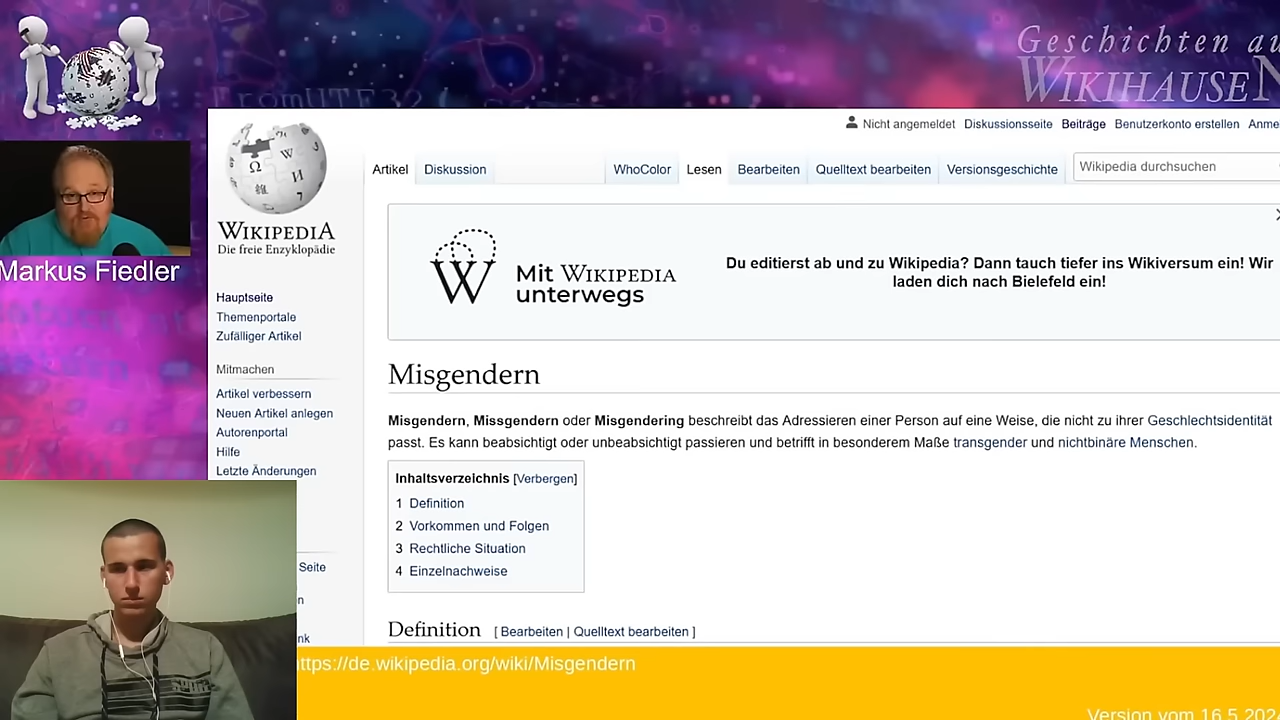 Geschichten au
WIKIHAUSEN
Nicht angemeldet Diskussionsseite Beiträge Benutzerkonto erstellen Anme
Artikel Diskussion WhoColor Lesen Bearbeiten Quelltext bearbeiten Versionsgeschichte Wikipedia durchsuchen
WIKIPEDIA
Die freie Enzyklopädie
Markus Fiedler
Mit WIKIPEDIA
unterwegs
Du editierst ab und zu Wikipedia? Dann tauch tiefer ins Wikiversum ein! Wir
laden dich nach Bielefeld ein!
Hauptseite
Themenportale
Zufälliger Artikel
Mitmachen
Artikel verbessern
Neuen Artikel anlegen
Autorenportal
Hilfe
Letzte Änderungen
Seite
Misgendern
Misgendern, Missgendern oder Misgendering beschreibt das Adressieren einer Person auf eine Weise, die nicht zu ihrer Geschlechtsidentität
passt. Es kann beabsichtigt oder unbeabsichtigt passieren und betrifft in besonderem Maße transgender und nichtbinäre Menschen.
Inhaltsverzeichnis [Verbergen]
1 Definition
2 Vorkommen und Folgen
3 Rechtliche Situation
4 Einzelnachweise
Definition [ Bearbeiten | Quelltext bearbeiten ]
ttps://de.wikipedia.org/wiki/Misgendern
Version vom 16.5.202